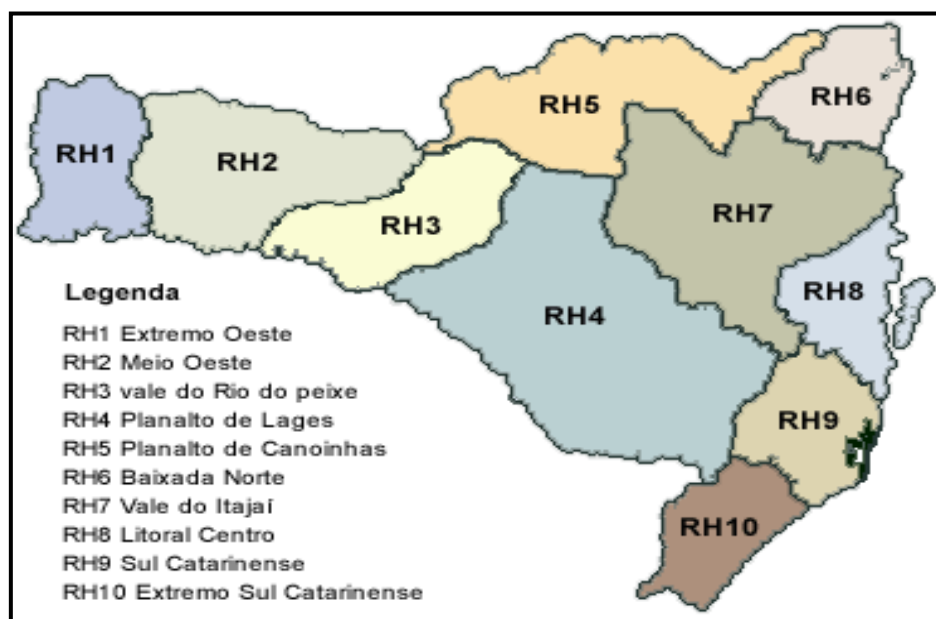 RH5
RH6
RH1
RH2
RH7
RH3
RH8
RH4
RH9
RH10
Legenda
RH1 Extremo Oeste
RH2 Meio Oeste
RH3 vale do Rio do peixe
RH4 Planalto de Lages
RH5 Planalto de Canoinhas
RH6 Baixada Norte
RH7 Vale do Itajaí
RH8 Litoral Centro
RH9 Sul Catarinense
RH10 Extremo Sul Catarinense